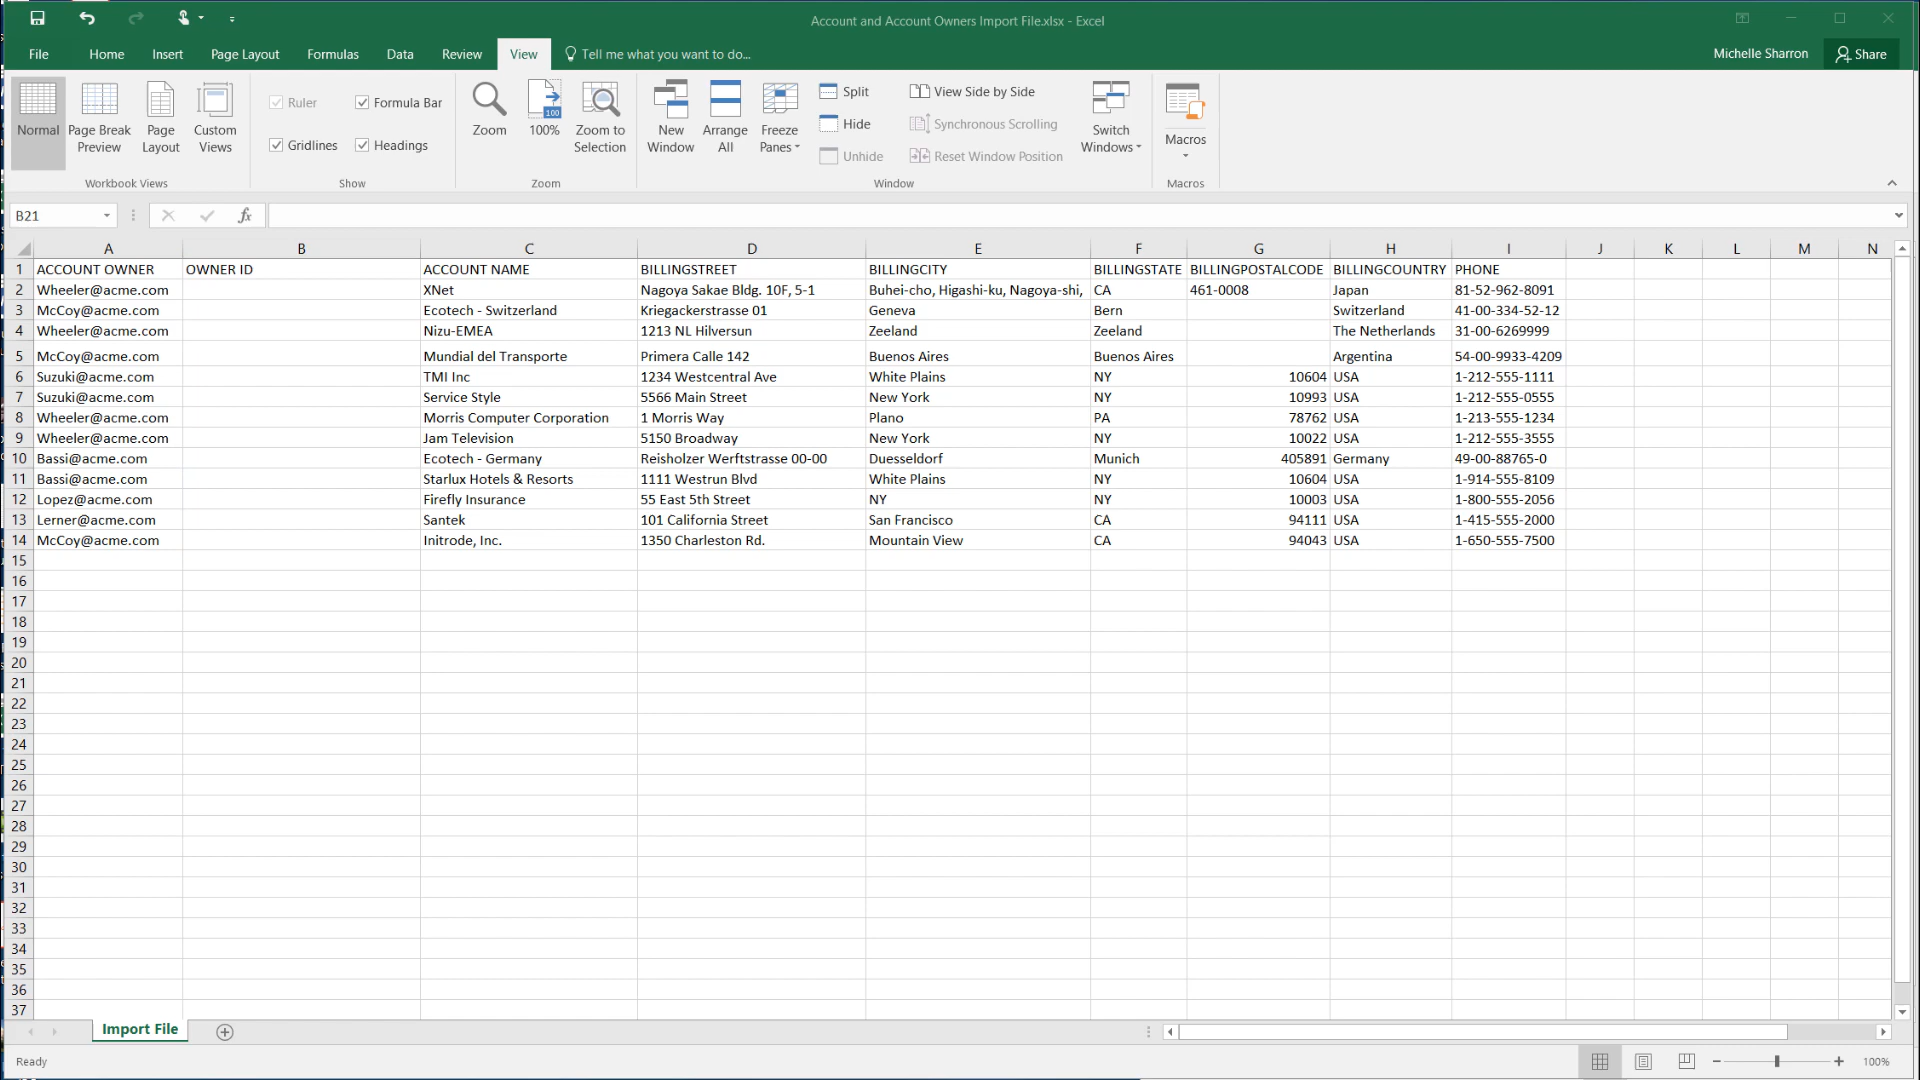 Account and Account Owners Import File.xlsx - Excel
File Home Insert Page Layout Formulas Data Review View Tell me what you want to do... Michelle Sharron Share
Normal Page Break Preview Page Layout Custom Views
Workbook Views
Ruler Formula Bar
Gridlines Headings
Show
Zoom 100% Zoom to Selection
100
Zoom
New Window Arrange All Freeze Panes
Split View Side by Side
Hide Synchronous Scrolling
Unhide Reset Window Position
Switch Windows
Window
Macros
Macros
B21 fx
A B C D E F G H I J K L M N
1 ACCOUNT OWNER OWNER ID ACCOUNT NAME BILLINGSTREET BILLINGCITY BILLINGSTATE BILLINGPOSTALCODE BILLINGCOUNTRY PHONE
2 Wheeler@acme.com XNet Nagoya Sakae Bldg. 10F, 5-1 Buhei-cho, Higashi-ku, Nagoya-shi, CA 461-0008 Japan 81-52-962-8091
3 McCoy@acme.com Ecotech - Switzerland Kriegackerstrasse 01 Geneva Bern Switzerland 41-00-334-52-12
4 Wheeler@acme.com Nizu-EMEA 1213 NL Hilversun Zeeland Zeeland The Netherlands 31-00-6269999
5 McCoy@acme.com Mundial del Transporte Primera Calle 142 Buenos Aires Buenos Aires Argentina 54-00-9933-4209
6 Suzuki@acme.com TMI Inc 1234 Westcentral Ave White Plains NY 10604 USA 1-212-555-1111
7 Suzuki@acme.com Service Style 5566 Main Street New York NY 10993 USA 1-212-555-0555
8 Wheeler@acme.com Morris Computer Corporation 1 Morris Way Plano PA 78762 USA 1-213-555-1234
9 Wheeler@acme.com Jam Television 5150 Broadway New York NY 10022 USA 1-212-555-3555
10 Bassi@acme.com Ecotech - Germany Reisholzer Werftstrasse 00-00 Duesseldorf Munich 405891 Germany 49-00-88765-0
11 Bassi@acme.com Starlux Hotels & Resorts 1111 Westrun Blvd White Plains NY 10604 USA 1-914-555-8109
12 Lopez@acme.com Firefly Insurance 55 East 5th Street NY NY 10003 USA 1-800-555-2056
13 Lerner@acme.com Santek 101 California Street San Francisco CA 94111 USA 1-415-555-2000
14 McCoy@acme.com Initrode, Inc. 1350 Charleston Rd. Mountain View CA 94043 USA 1-650-555-7500
15
16
17
18
19
20
21
22
23
24
25
26
27
28
29
30
31
32
33
34
35
36
37
Import File
Ready 100%